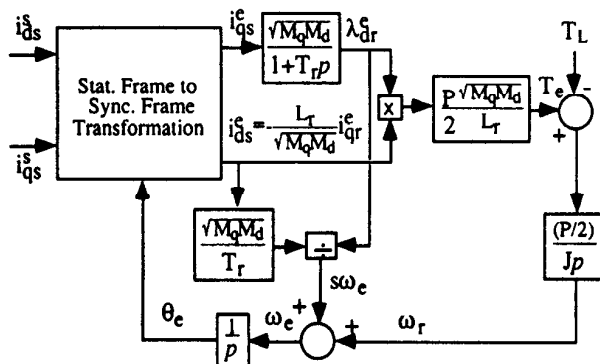 i^s_ds
i^s_qs
Stat. Frame to
Sync. Frame
Transformation
i^e_qs
√(M_qM_d) / (1+T_rp)
λ^e_dr
i^e_ds = L_r / √(M_qM_d) i^e_qr
x
P/2 √(M_qM_d) / L_r
T_L
T_e
-
+
√(M_qM_d) / T_r
÷
sω_e
(P/2) / Jp
θ_e
1/p
ω_e
+
+
ω_r